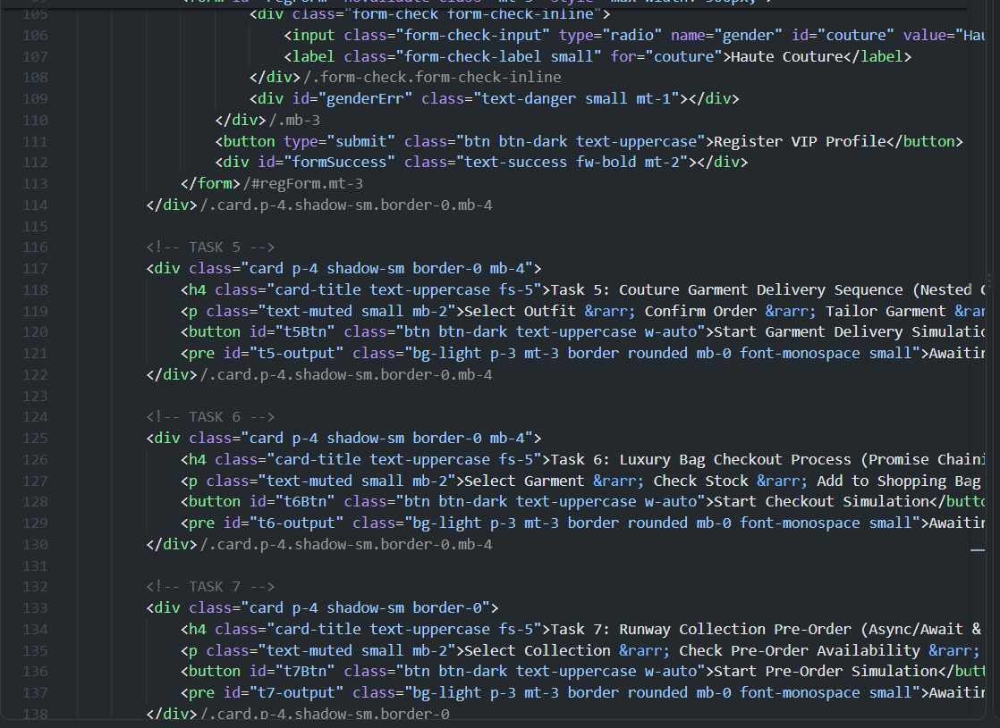 105 <div class="form-check form-check-inline">
106 <input class="form-check-input" type="radio" name="gender" id="couture" value="Hau
107 <label class="form-check-label small" for="couture">Haute Couture</label>
108 </div>/.form-check.form-check-inline
109 <div id="genderErr" class="text-danger small mt-1"></div>
110 </div>/.mb-3
111 <button type="submit" class="btn btn-dark text-uppercase">Register VIP Profile</button>
112 <div id="formSuccess" class="text-success fw-bold mt-2"></div>
113 </form>/#regForm.mt-3
114 </div>/.card.p-4.shadow-sm.border-0.mb-4
115
116 <!-- TASK 5 -->
117 <div class="card p-4 shadow-sm border-0 mb-4">
118 <h4 class="card-title text-uppercase fs-5">Task 5: Couture Garment Delivery Sequence (Nested
119 <p class="text-muted small mb-2">Select Outfit &rarr; Confirm Order &rarr; Tailor Garment &rar
120 <button id="t5Btn" class="btn btn-dark text-uppercase w-auto">Start Garment Delivery Simulatio
121 <pre id="t5-output" class="bg-light p-3 mt-3 border rounded mb-0 font-monospace small">Awaitin
122 </div>/.card.p-4.shadow-sm.border-0.mb-4
123
124 <!-- TASK 6 -->
125 <div class="card p-4 shadow-sm border-0 mb-4">
126 <h4 class="card-title text-uppercase fs-5">Task 6: Luxury Bag Checkout Process (Promise Chaini
127 <p class="text-muted small mb-2">Select Garment &rarr; Check Stock &rarr; Add to Shopping Bag
128 <button id="t6Btn" class="btn btn-dark text-uppercase w-auto">Start Checkout Simulation</butto
129 <pre id="t6-output" class="bg-light p-3 mt-3 border rounded mb-0 font-monospace small">Awaitin
130 </div>/.card.p-4.shadow-sm.border-0.mb-4
131
132 <!-- TASK 7 -->
133 <div class="card p-4 shadow-sm border-0">
134 <h4 class="card-title text-uppercase fs-5">Task 7: Runway Collection Pre-Order (Async/Await &
135 <p class="text-muted small mb-2">Select Collection &rarr; Check Pre-Order Availability &rarr;
136 <button id="t7Btn" class="btn btn-dark text-uppercase w-auto">Start Pre-Order Simulation</butt
137 <pre id="t7-output" class="bg-light p-3 mt-3 border rounded mb-0 font-monospace small">Awaitin
138 </div>/.card.p-4.shadow-sm.border-0